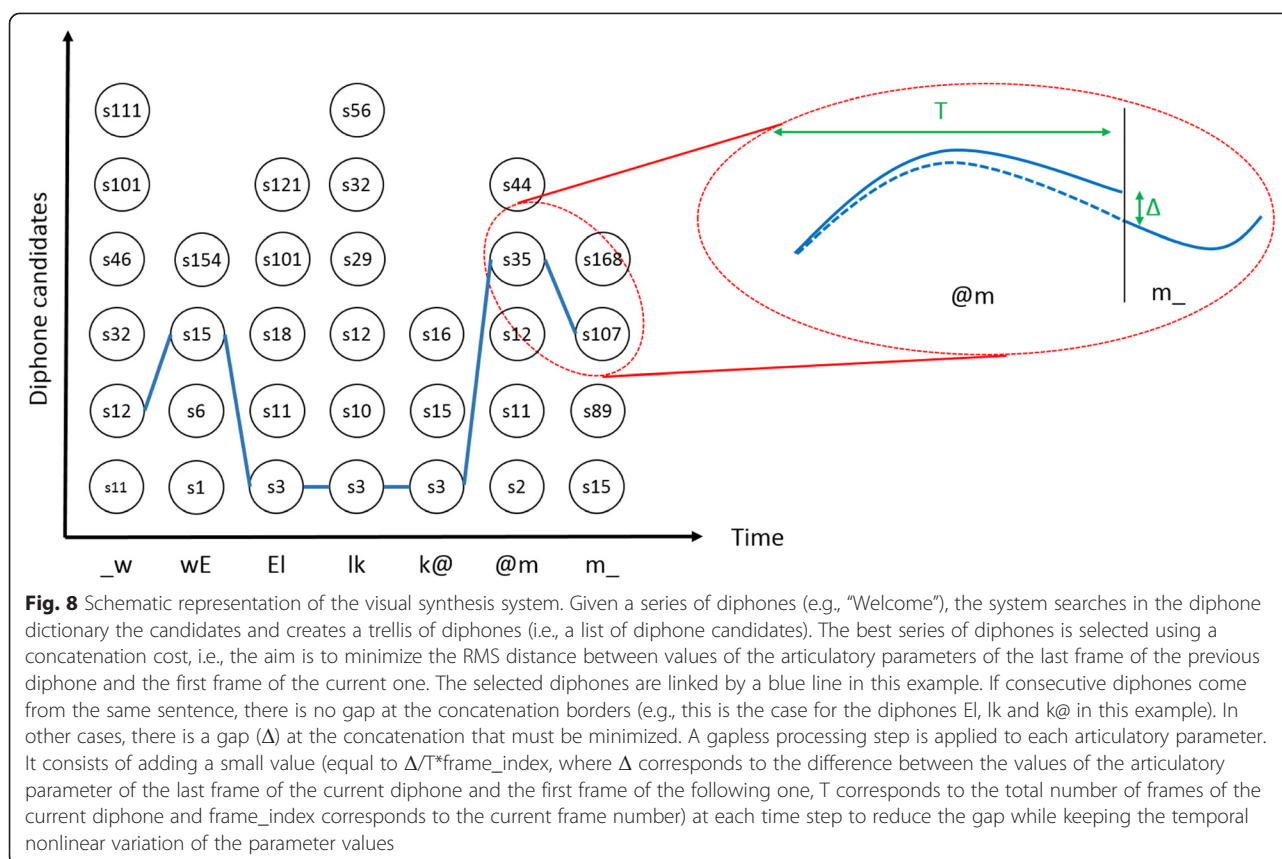 Diphone candidates
s111 s56
s101 s121 s32 s44
s46 s154 s101 s29 s35 s168
s32 s15 s18 s12 s16 s12 s107
s12 s6 s11 s10 s15 s11 s89
s11 s1 s3 s3 s3 s2 s15
Time
_w wE El lk k@ @m m_
T
Δ
@m m_
Fig. 8 Schematic representation of the visual synthesis system. Given a series of diphones (e.g., “Welcome”), the system searches in the diphone
dictionary the candidates and creates a trellis of diphones (i.e., a list of diphone candidates). The best series of diphones is selected using a
concatenation cost, i.e., the aim is to minimize the RMS distance between values of the articulatory parameters of the last frame of the previous
diphone and the first frame of the current one. The selected diphones are linked by a blue line in this example. If consecutive diphones come
from the same sentence, there is no gap at the concatenation borders (e.g., this is the case for the diphones El, lk and k@ in this example). In
other cases, there is a gap (Δ) at the concatenation that must be minimized. A gapless processing step is applied to each articulatory parameter.
It consists of adding a small value (equal to Δ/T*frame_index, where Δ corresponds to the difference between the values of the articulatory
parameter of the last frame of the current diphone and the first frame of the following one, T corresponds to the total number of frames of the
current diphone and frame_index corresponds to the current frame number) at each time step to reduce the gap while keeping the temporal
nonlinear variation of the parameter values